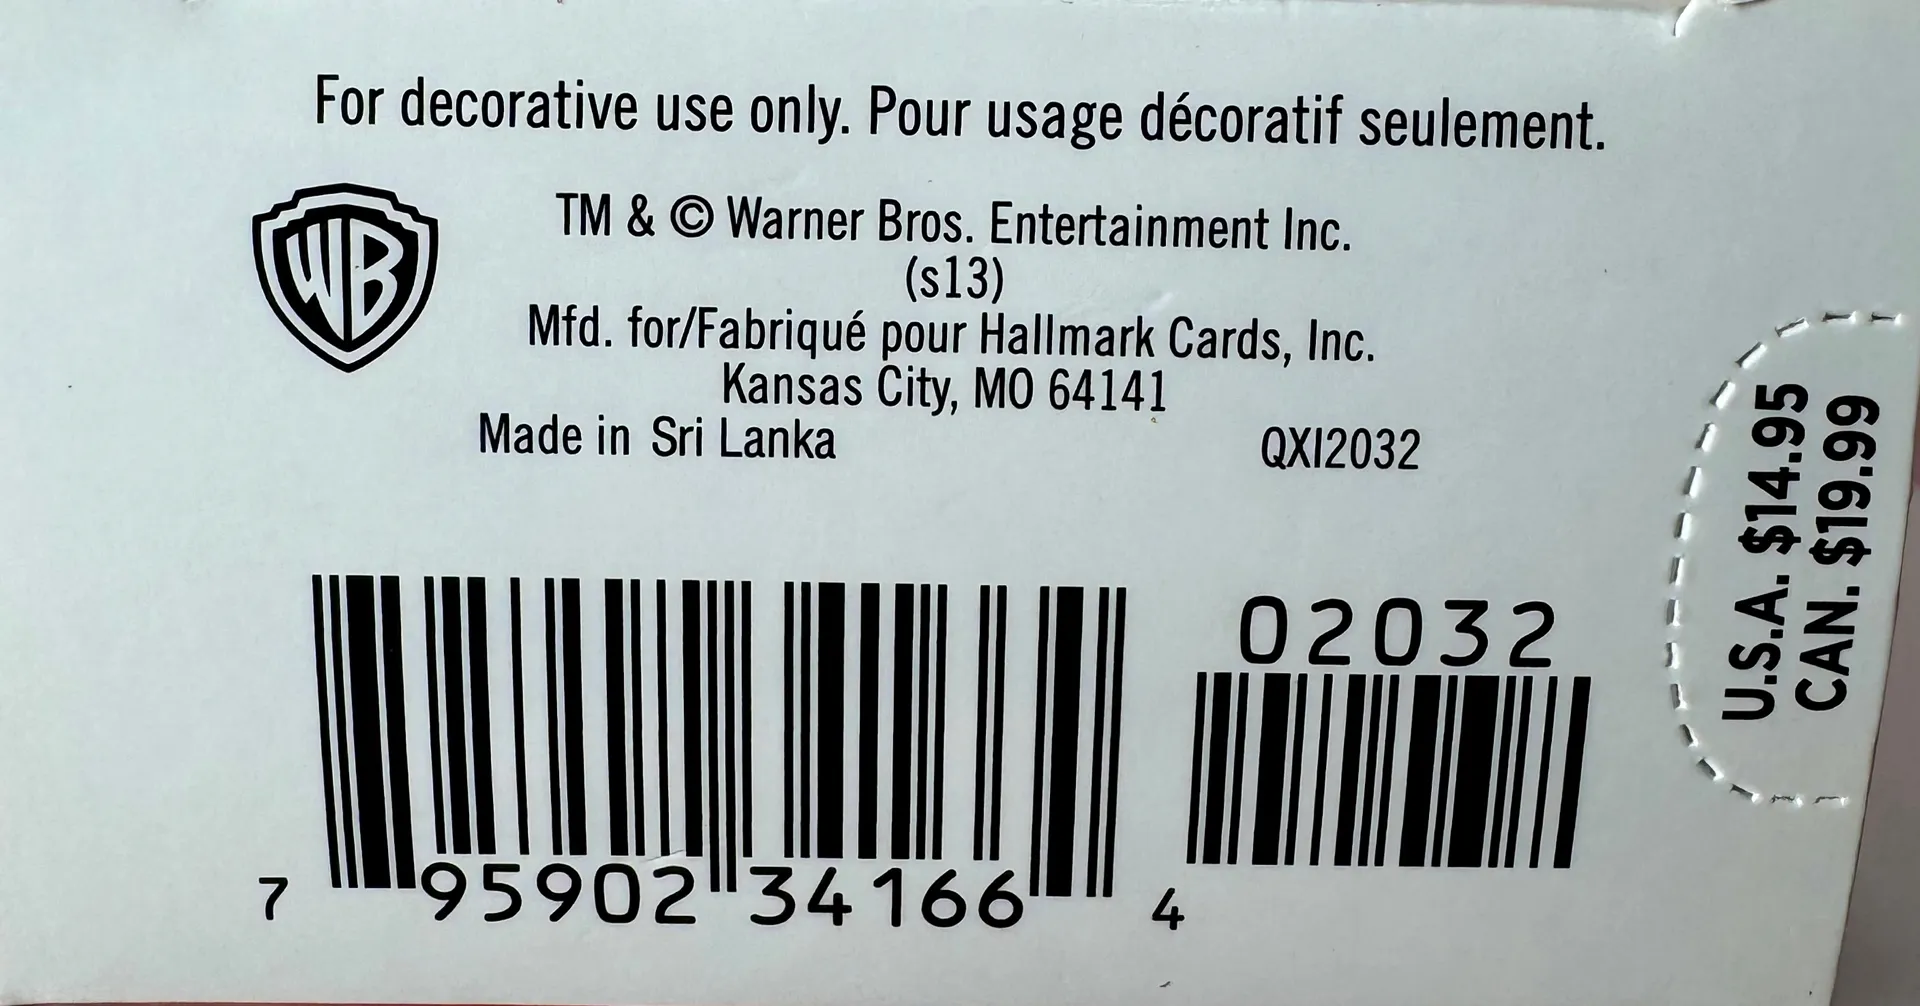 For decorative use only. Pour usage décoratif seulement.
WB
TM & © Warner Bros. Entertainment Inc.
(s13)
Mfd. for/Fabriqué pour Hallmark Cards, Inc.
Kansas City, MO 64141
Made in Sri Lanka QXI2032
02032
7 95902 34166 4
U.S.A. $14.95
CAN. $19.99